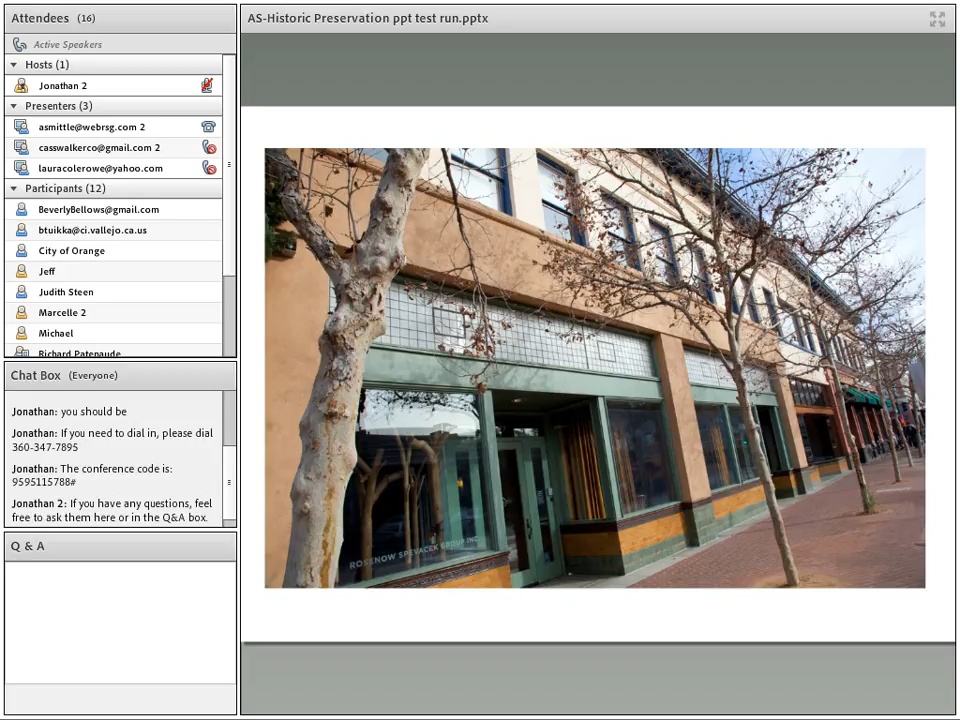 Attendees (16)
Active Speakers
Hosts (1)
Jonathan 2
Presenters (3)
asmittle@webrsg.com 2
casswalkerco@gmail.com 2
lauracolerowe@yahoo.com
Participants (12)
BeverlyBellows@gmail.com
btuikka@ci.vallejo.ca.us
City of Orange
Jeff
Judith Steen
Marcelle 2
Michael
Richard Patenaude
Chat Box (Everyone)
Jonathan: you should be
Jonathan: If you need to dial in, please dial
360-347-7895
Jonathan: The conference code is:
9595115788#
Jonathan 2: If you have any questions, feel
free to ask them here or in the Q&A box.
Q & A
AS-Historic Preservation ppt test run.pptx
ROSENOW SPEVACEK GROUP INC.